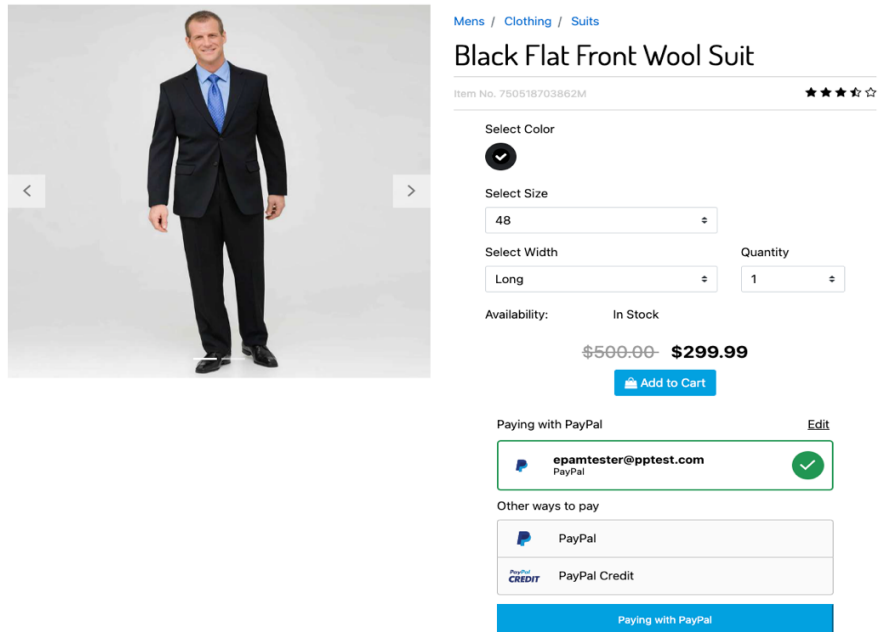 Mens / Clothing / Suits
Black Flat Front Wool Suit
Item No. 750518703862M
Select Color
Select Size
48
Select Width
Quantity
Long
1
Availability: In Stock
$500.00 $299.99
Add to Cart
Paying with PayPal Edit
epamtester@pptest.com
PayPal
Other ways to pay
PayPal
PayPal CREDIT
PayPal Credit
Paying with PayPal